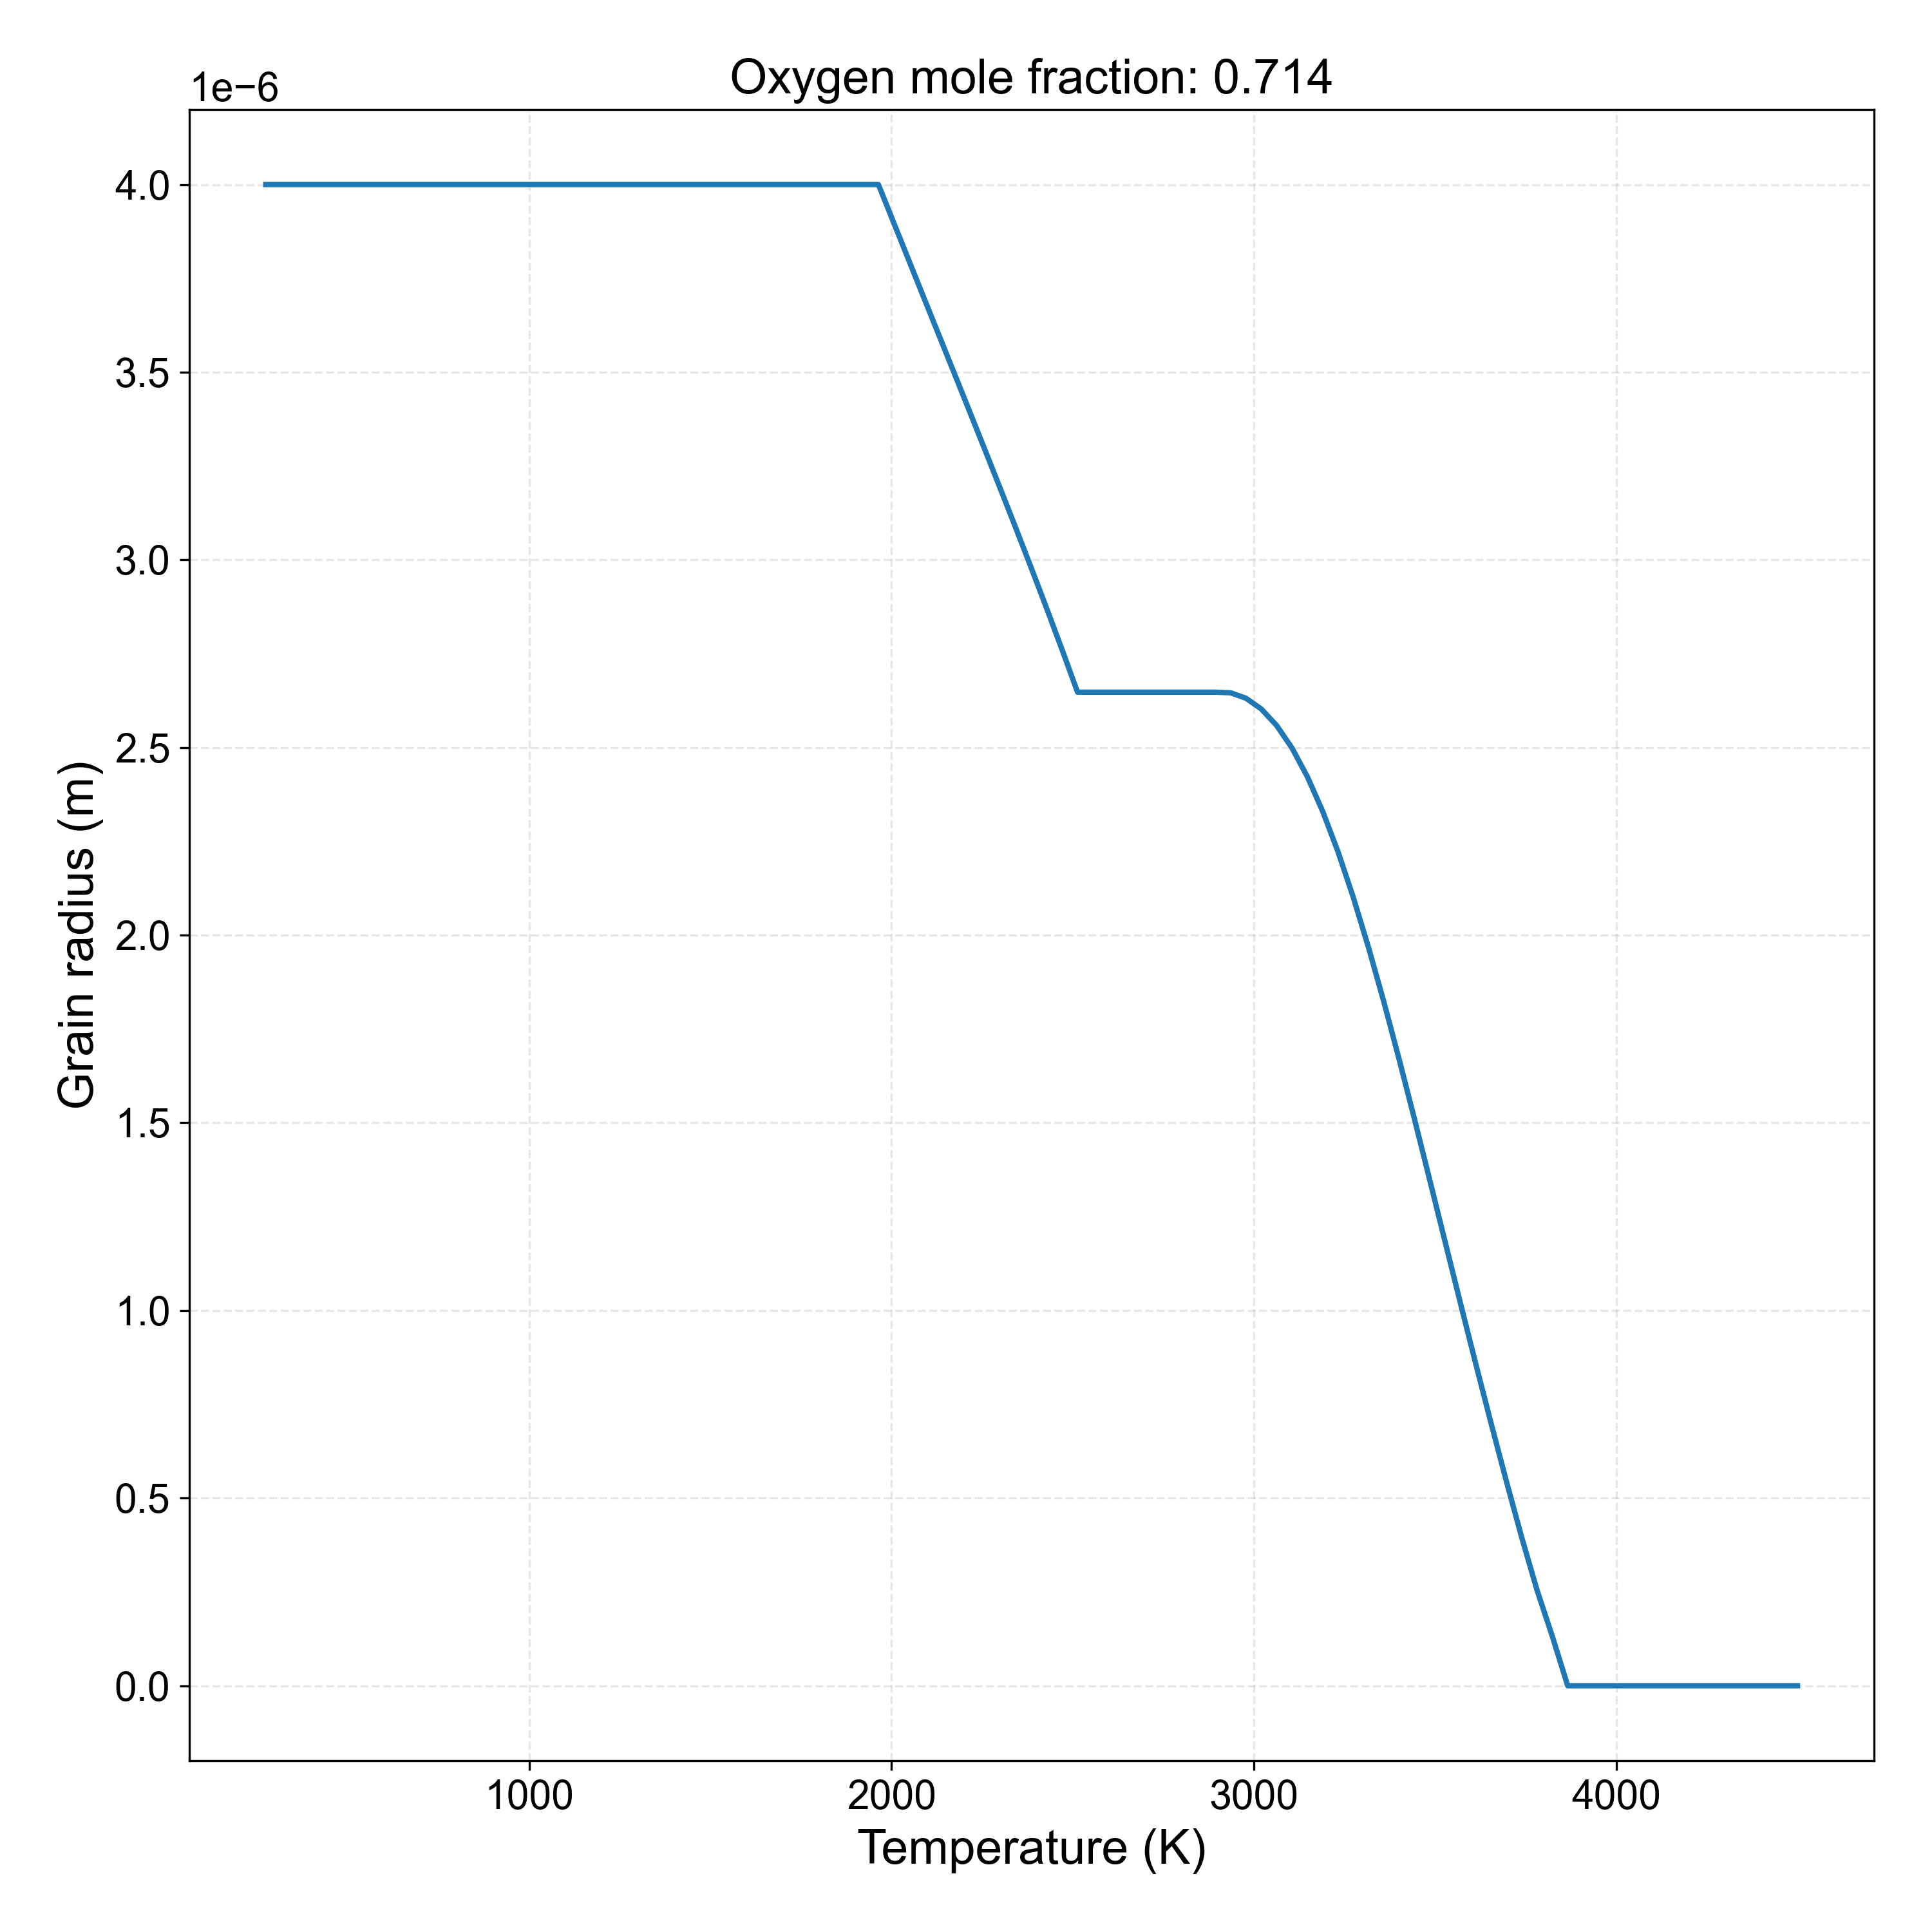 Oxygen mole fraction: 0.714
1e−6
4.0
3.5
3.0
2.5
2.0
1.5
1.0
0.5
0.0
Grain radius (m)
1000 2000 3000 4000
Temperature (K)